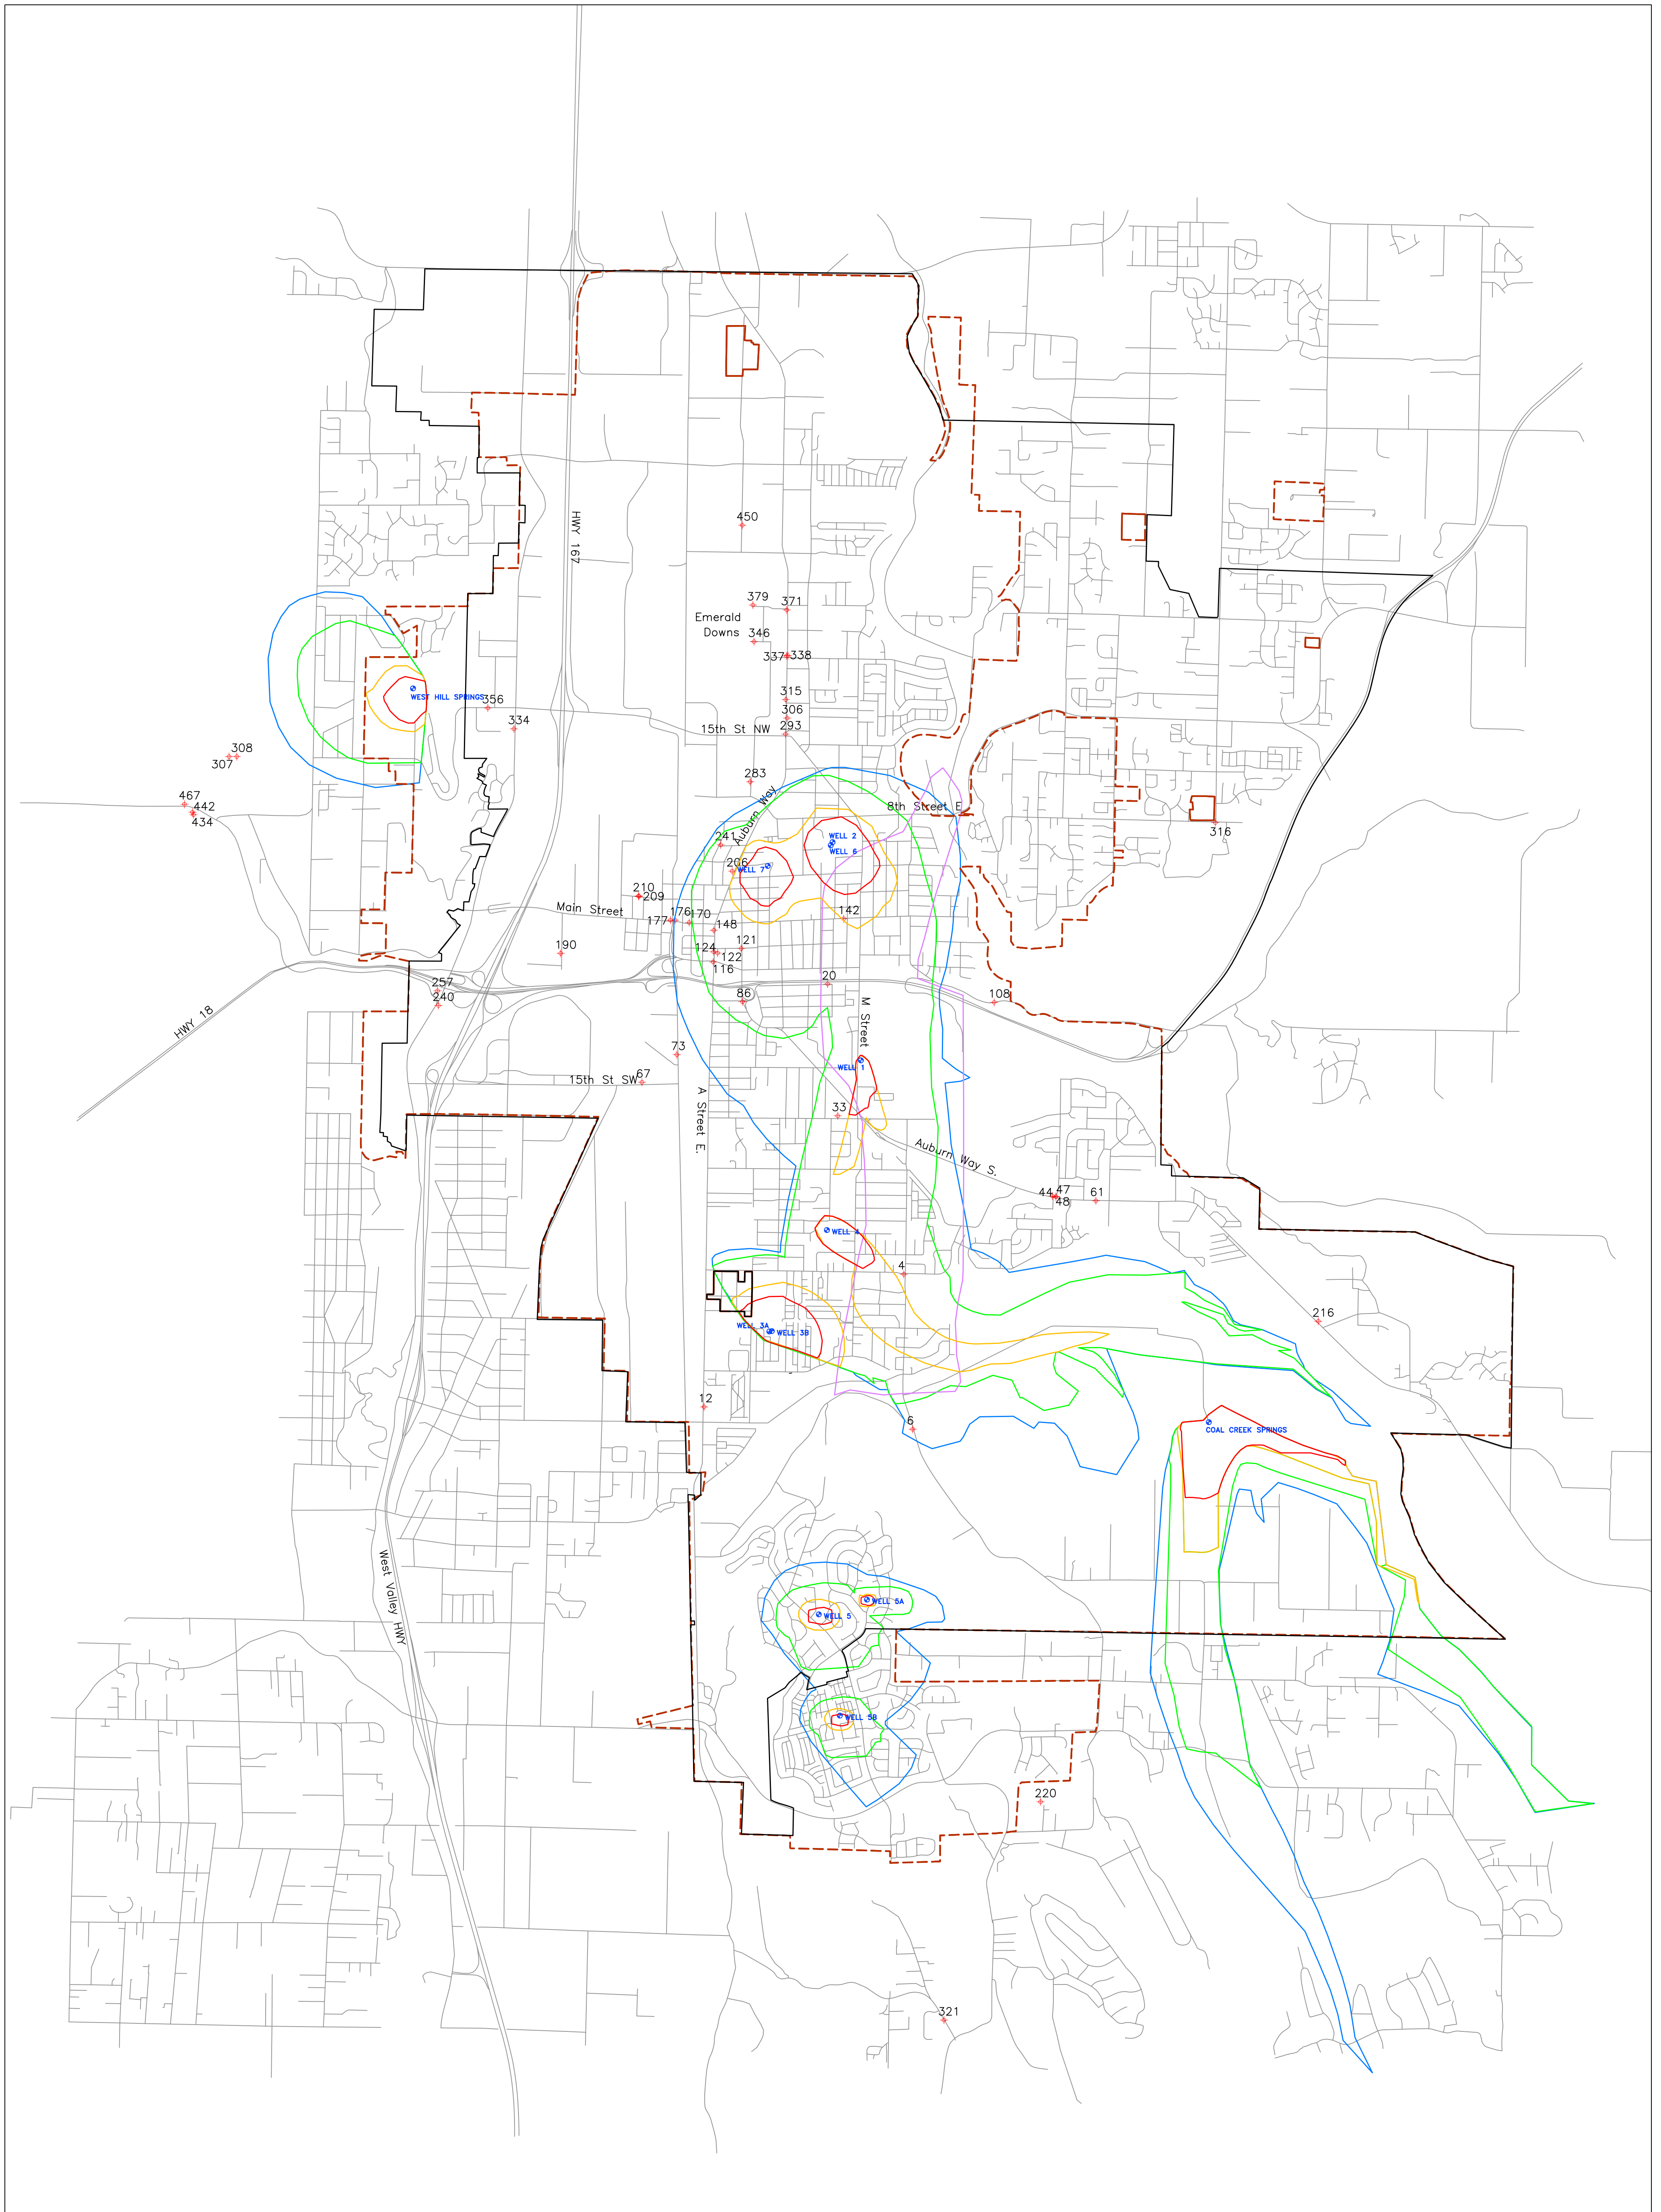 HWY 167
450
379
371
Emerald
Downs
346
337
338
WEST HILL SPRINGS
356
315
306
334
15th St NW
293
308
307
283
Auburn Way
467
442
434
8th Street E
316
241
WELL 2
WELL 6
206
WELL 7
210
209
Main Street
176
177
170
142
148
190
124
121
122
116
257
240
20
86
108
HWY 18
M Street
73
WELL 1
15th St SW
67
A Street E.
33
Auburn Way S.
44
47
48
61
WELL 4
4
216
WELL 3A
WELL 3B
12
6
COAL CREEK SPRINGS
West Valley HWY
WELL 5A
WELL 5
WELL 5B
220
321